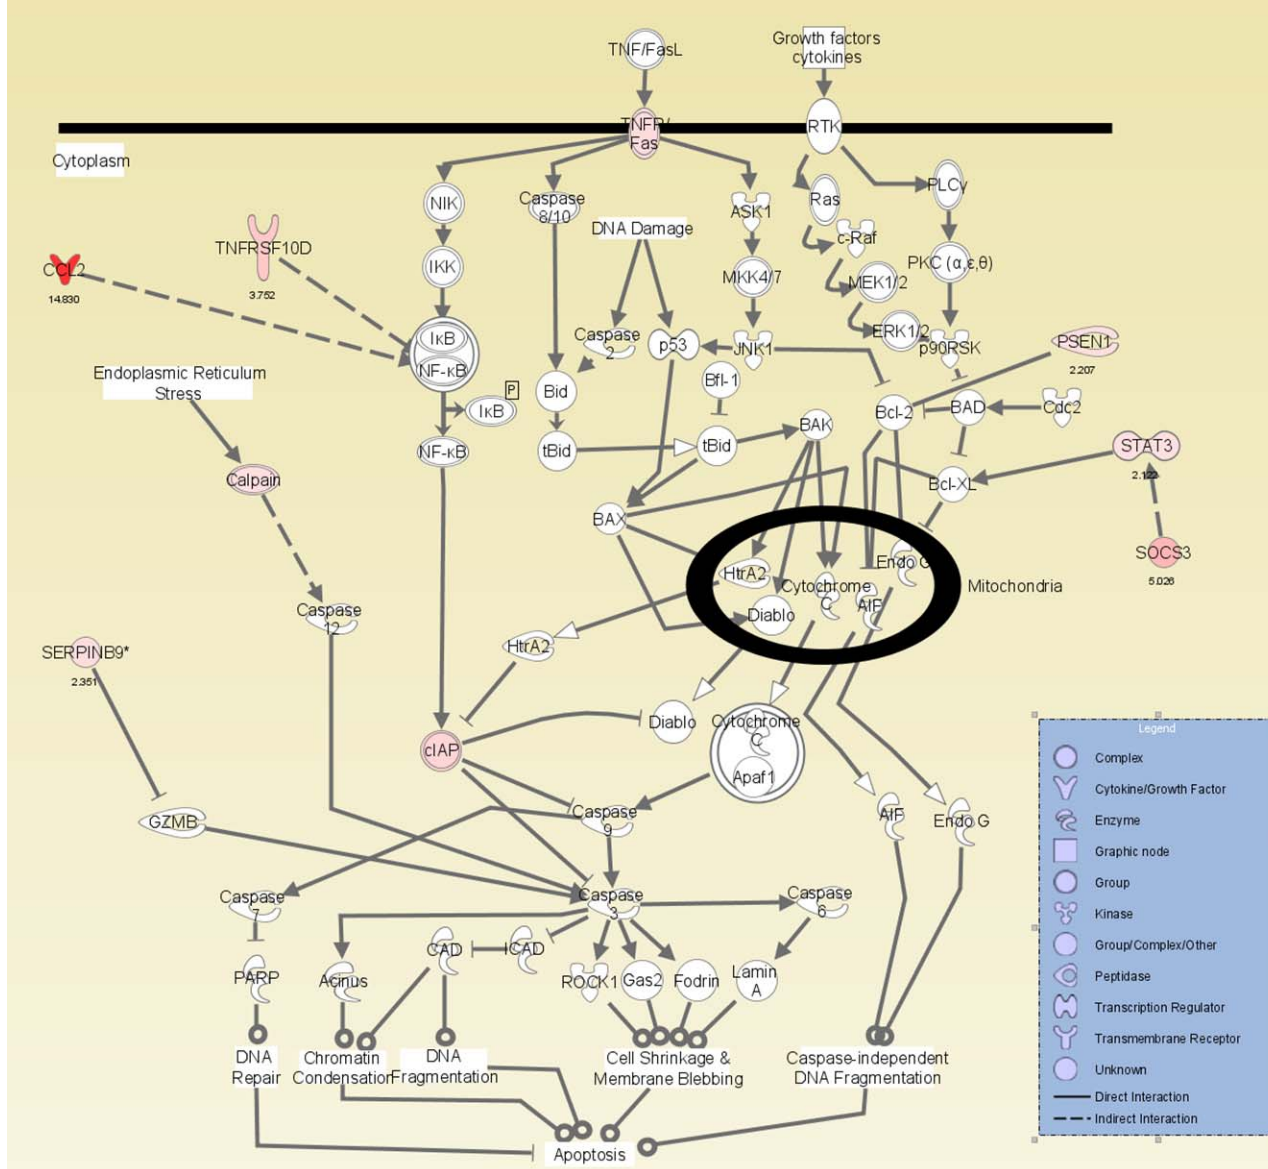 TNF/FasL
Growth factors
cytokines
TNFR/
Fas
RTK
Cytoplasm
NIK
Caspase
8/10
ASK1
Ras
PLCγ
DNA Damage
TNFRSF10D
3.752
c-Raf
CCL2
14.830
IKK
MKK4/7
MEK1/2
PKC (α,ε,θ)
IκB
NF-κB
Caspase
2
p53
JNK1
ERK1/2
p90RSK
PSEN1
2.207
Endoplasmic Reticulum
Stress
P
IκB
Bid
Bfl-1
Bcl-2
BAD
Cdc2
NF-κB
tBid
tBid
BAK
STAT3
2.122
Calpain
Bcl-XL
BAX
SOCS3
5.026
HtrA2
Cytochrome
C
Endo G
AIF
Diablo
Mitochondria
Caspase
12
HtrA2
SERPINB9*
2.351
cIAP
Diablo
Cytochrome
C
Apaf1
GZMB
Caspase
9
AIF
Endo G
Caspase
7
Caspase
3
Caspase
6
PARP
Acinus
CAD
ICAD
ROCK1
Gas2
Fodrin
Lamin
A
DNA
Repair
Chromatin
Condensation
DNA
Fragmentation
Cell Shrinkage &
Membrane Blebbing
Caspase-independent
DNA Fragmentation
Apoptosis
Legend
Complex
Cytokine/Growth Factor
Enzyme
Graphic node
Group
Kinase
Group/Complex/Other
Peptidase
Transcription Regulator
Transmembrane Receptor
Unknown
Direct Interaction
Indirect Interaction